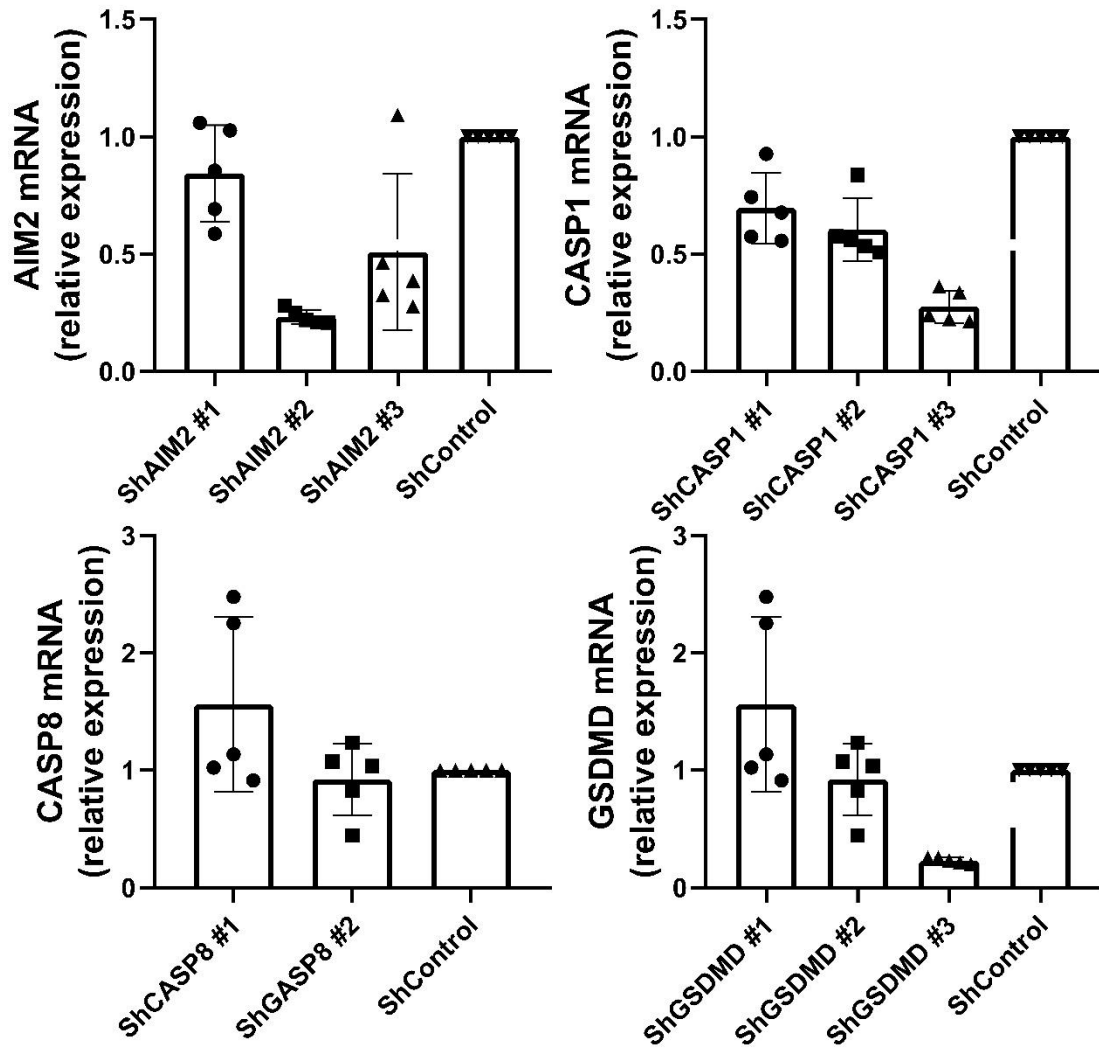 AIM2 mRNA
(relative expression)
1.5
1.0
0.5
0.0
ShAIM2 #1
ShAIM2 #2
ShAIM2 #3
ShControl
CASP1 mRNA
(relative expression)
1.5
1.0
0.5
0.0
ShCASP1 #1
ShCASP1 #2
ShCASP1 #3
ShControl
CASP8 mRNA
(relative expression)
3
2
1
0
ShCASP8 #1
ShGASP8 #2
ShControl
GSDMD mRNA
(relative expression)
3
2
1
0
ShGSDMD #1
ShGSDMD #2
ShGSDMD #3
ShControl